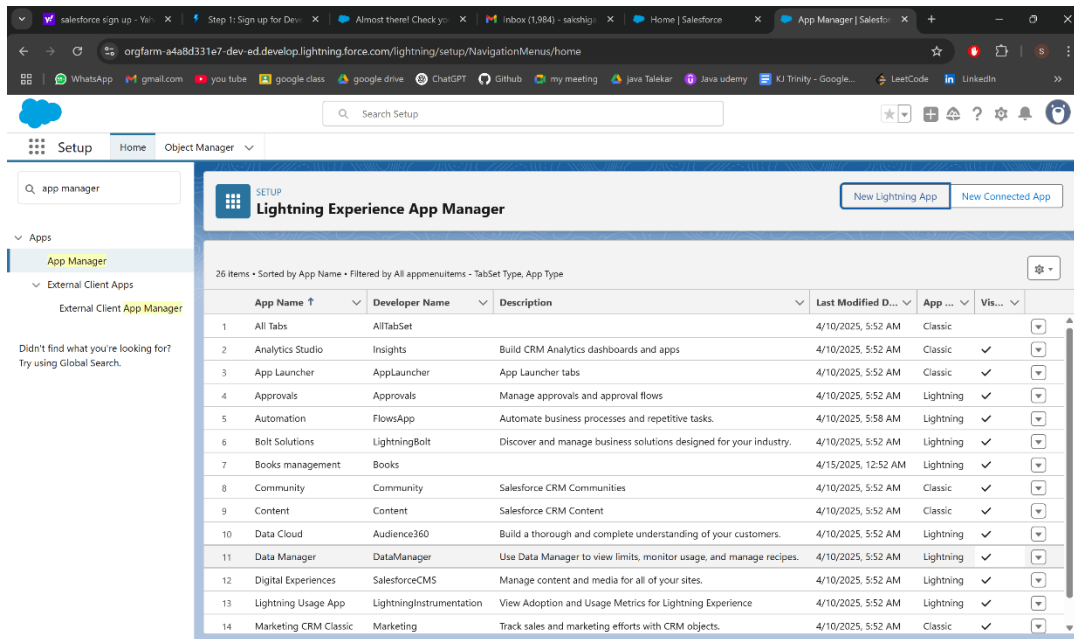 salesforce sign up - Yah
Step 1: Sign up for Deve
Almost there! Check yo
Inbox (1,984) - sakshiga
Home | Salesforce
App Manager | Salesfor
orgfarm-a4a8d331e7-dev-ed.develop.lightning.force.com/lightning/setup/NavigationMenus/home
S
WhatsApp gmail.com you tube google class google drive ChatGPT Github my meeting java Talekar Java udemy KJ Trinity - Google... LeetCode LinkedIn
Search Setup
Setup Home Object Manager
app manager
Apps
App Manager
External Client Apps
External Client App Manager
Didn't find what you're looking for?
Try using Global Search.
SETUP
Lightning Experience App Manager
New Lightning App New Connected App
26 items • Sorted by App Name • Filtered by All appmenuitems - TabSet Type, App Type
App Name ↑ Developer Name Description Last Modified D... App ... Vis...
1 All Tabs AllTabSet 4/10/2025, 5:52 AM Classic
2 Analytics Studio Insights Build CRM Analytics dashboards and apps 4/10/2025, 5:52 AM Classic
3 App Launcher AppLauncher App Launcher tabs 4/10/2025, 5:52 AM Classic
4 Approvals Approvals Manage approvals and approval flows 4/10/2025, 5:52 AM Lightning
5 Automation FlowsApp Automate business processes and repetitive tasks. 4/10/2025, 5:58 AM Lightning
6 Bolt Solutions LightningBolt Discover and manage business solutions designed for your industry. 4/10/2025, 5:52 AM Lightning
7 Books management Books 4/15/2025, 12:52 AM Lightning
8 Community Community Salesforce CRM Communities 4/10/2025, 5:52 AM Classic
9 Content Content Salesforce CRM Content 4/10/2025, 5:52 AM Classic
10 Data Cloud Audience360 Build a thorough and complete understanding of your customers. 4/10/2025, 5:52 AM Lightning
11 Data Manager DataManager Use Data Manager to view limits, monitor usage, and manage recipes. 4/10/2025, 5:52 AM Lightning
12 Digital Experiences SalesforceCMS Manage content and media for all of your sites. 4/10/2025, 5:52 AM Lightning
13 Lightning Usage App LightningInstrumentation View Adoption and Usage Metrics for Lightning Experience 4/10/2025, 5:52 AM Lightning
14 Marketing CRM Classic Marketing Track sales and marketing efforts with CRM objects. 4/10/2025, 5:52 AM Classic